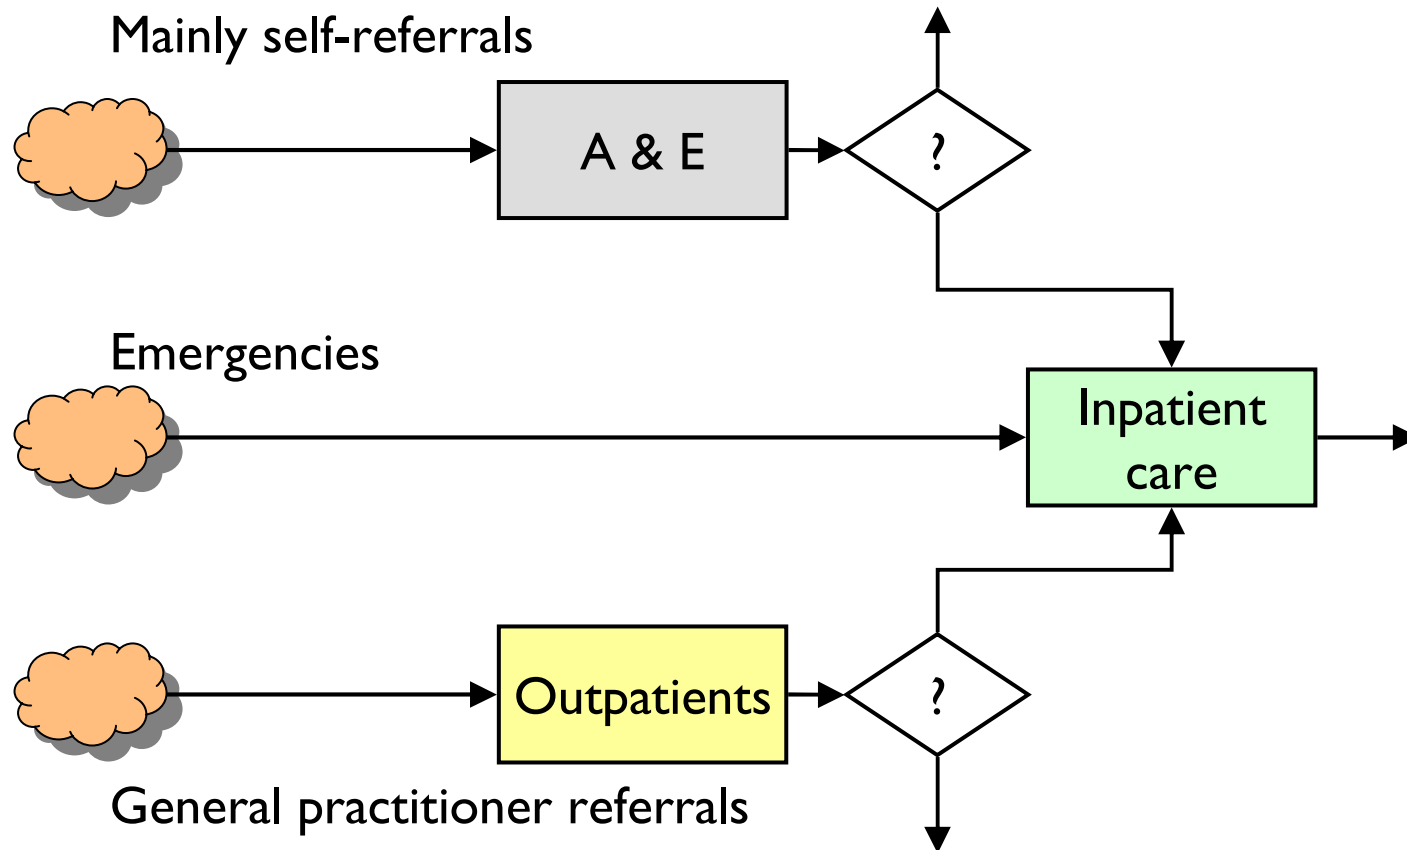 Mainly self-referrals
A & E
?
Emergencies
Inpatient
care
Outpatients
?
General practitioner referrals